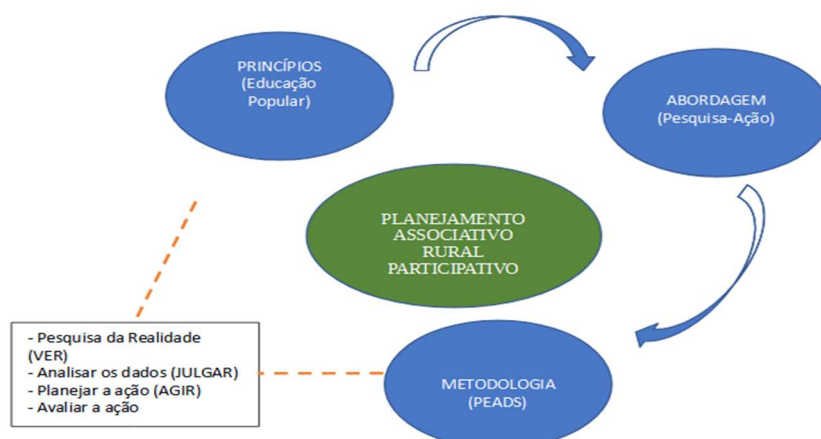 PRINCÍPIOS
(Educação
Popular)
ABORDAGEM
(Pesquisa-Ação)
PLANEJAMENTO
ASSOCIATIVO
RURAL
PARTICIPATIVO
- Pesquisa da Realidade
(VER)
- Analisar os dados (JULGAR)
- Planejar a ação (AGIR)
- Avaliar a ação
METODOLOGIA
(PEADS)